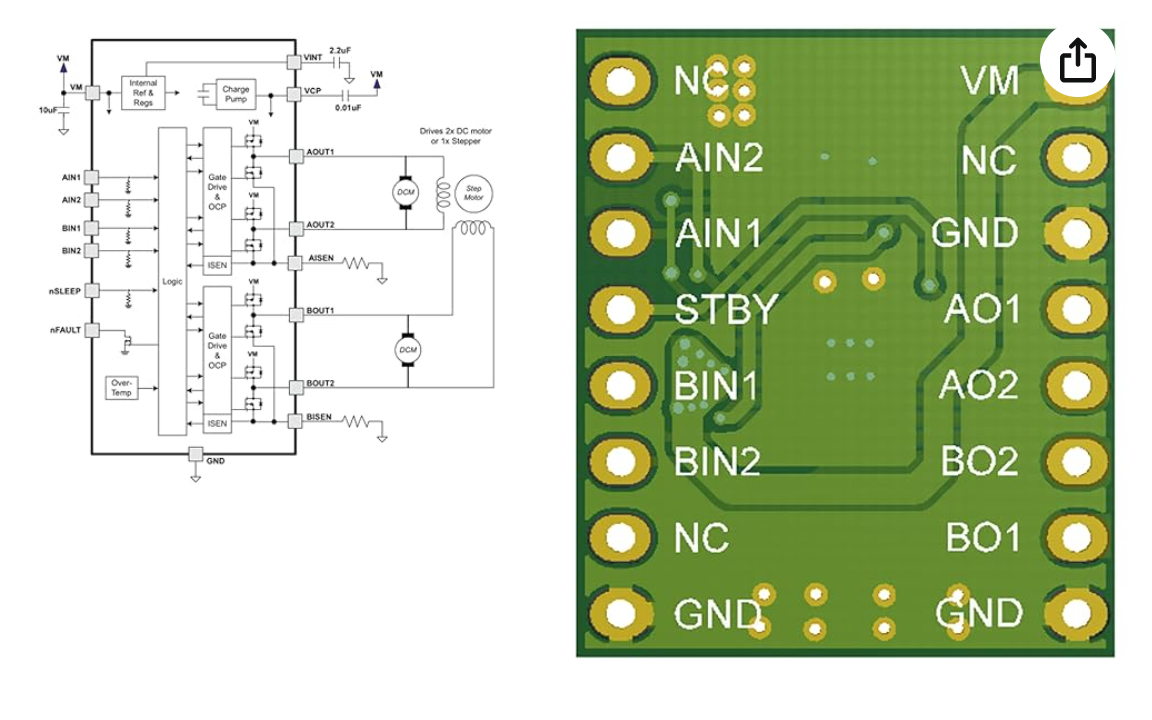 2.2uF
VINT
VM
VM
VM
Internal
Ref &
Regs
Charge
Pump
VCP
10uF
0.01uF
VM
Drives 2x DC motor
or 1x Stepper
AOUT1
AIN1
AIN2
BIN1
BIN2
Gate
Drive
&
OCP
DCM
Step
Motor
VM
AOUT2
ISEN
AISEN
Logic
nSLEEP
VM
BOUT1
nFAULT
Gate
Drive
&
OCP
DCM
VM
Over-
Temp
BOUT2
ISEN
BISEN
GND
NC
VM
AIN2
NC
AIN1
GND
STBY
AO1
BIN1
AO2
BIN2
BO2
NC
BO1
GND
GND